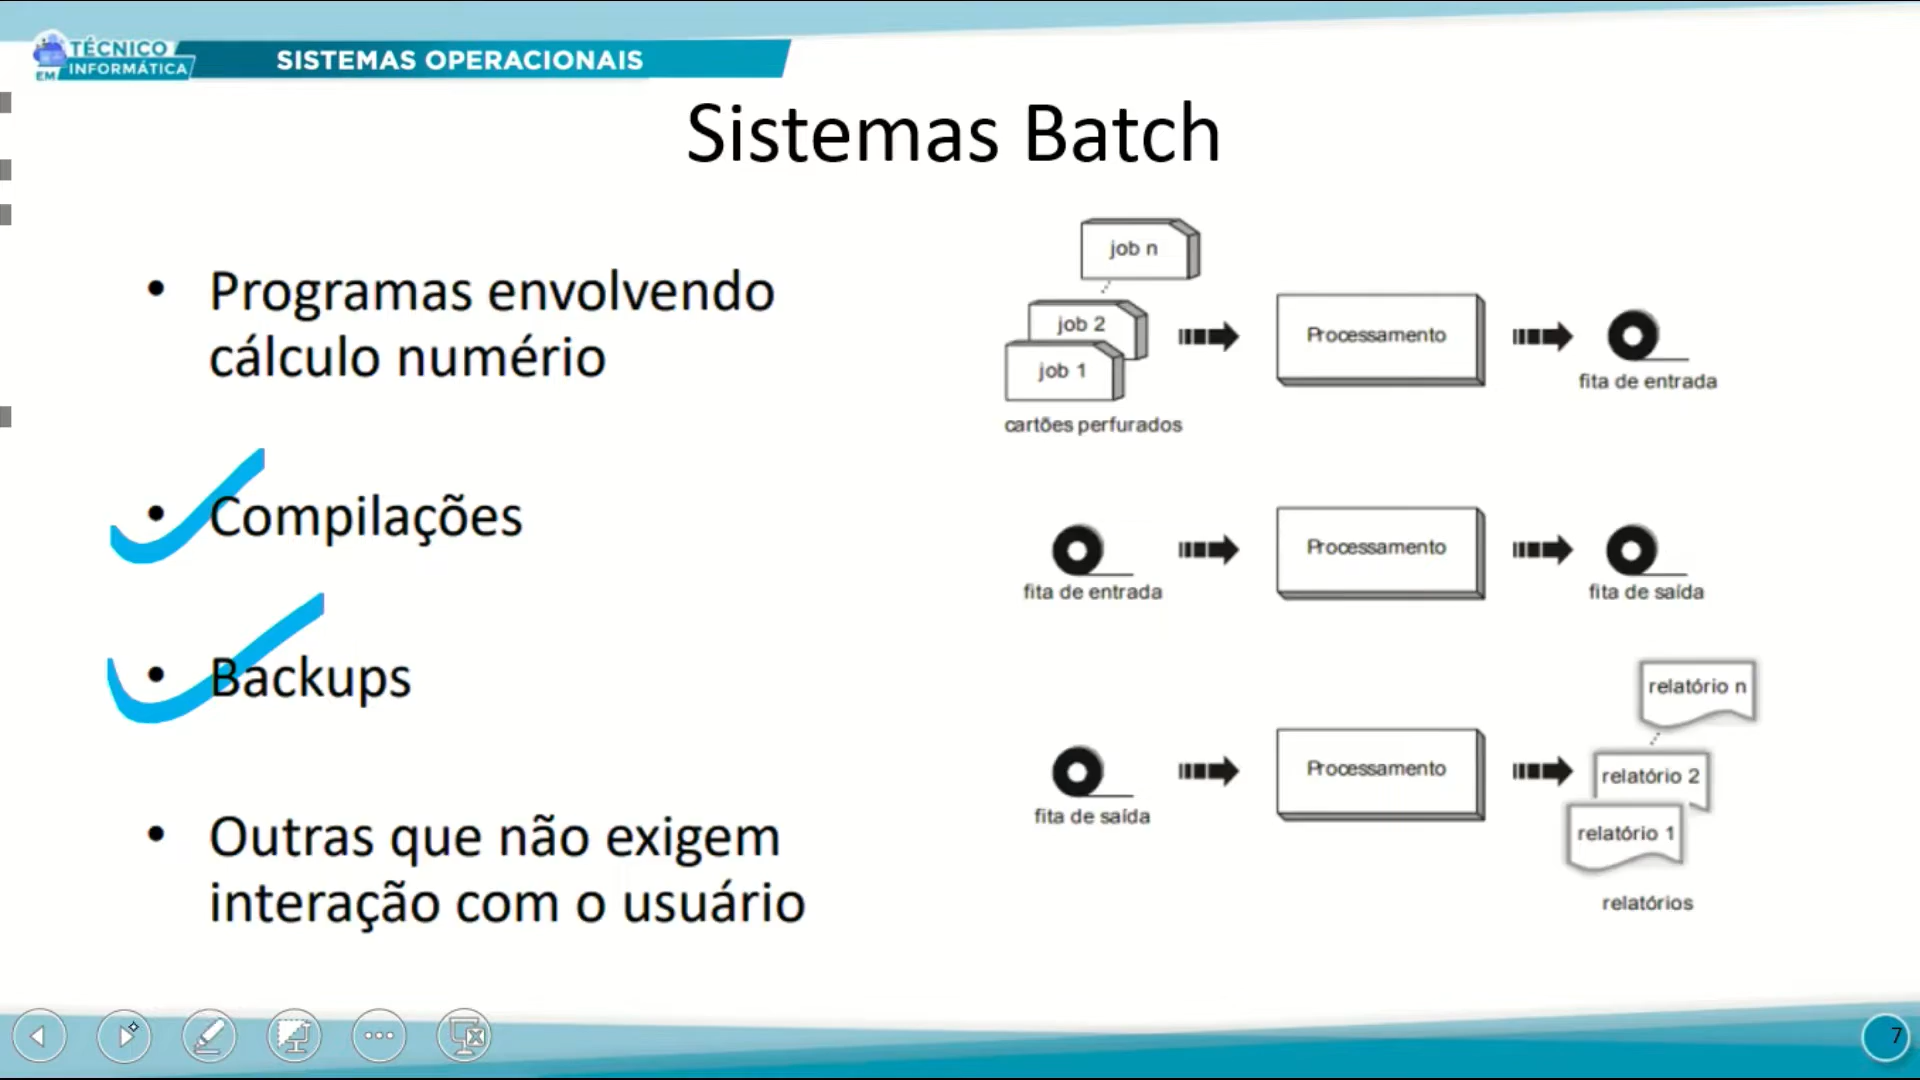 TÉCNICO
EM INFORMÁTICA
SISTEMAS OPERACIONAIS
Sistemas Batch
• Programas envolvendo
cálculo numério
• Compilações
• Backups
• Outras que não exigem
interação com o usuário
job n
job 2
job 1
cartões perfurados
Processamento
fita de entrada
fita de entrada
Processamento
fita de saída
fita de saída
Processamento
relatório n
relatório 2
relatório 1
relatórios
7